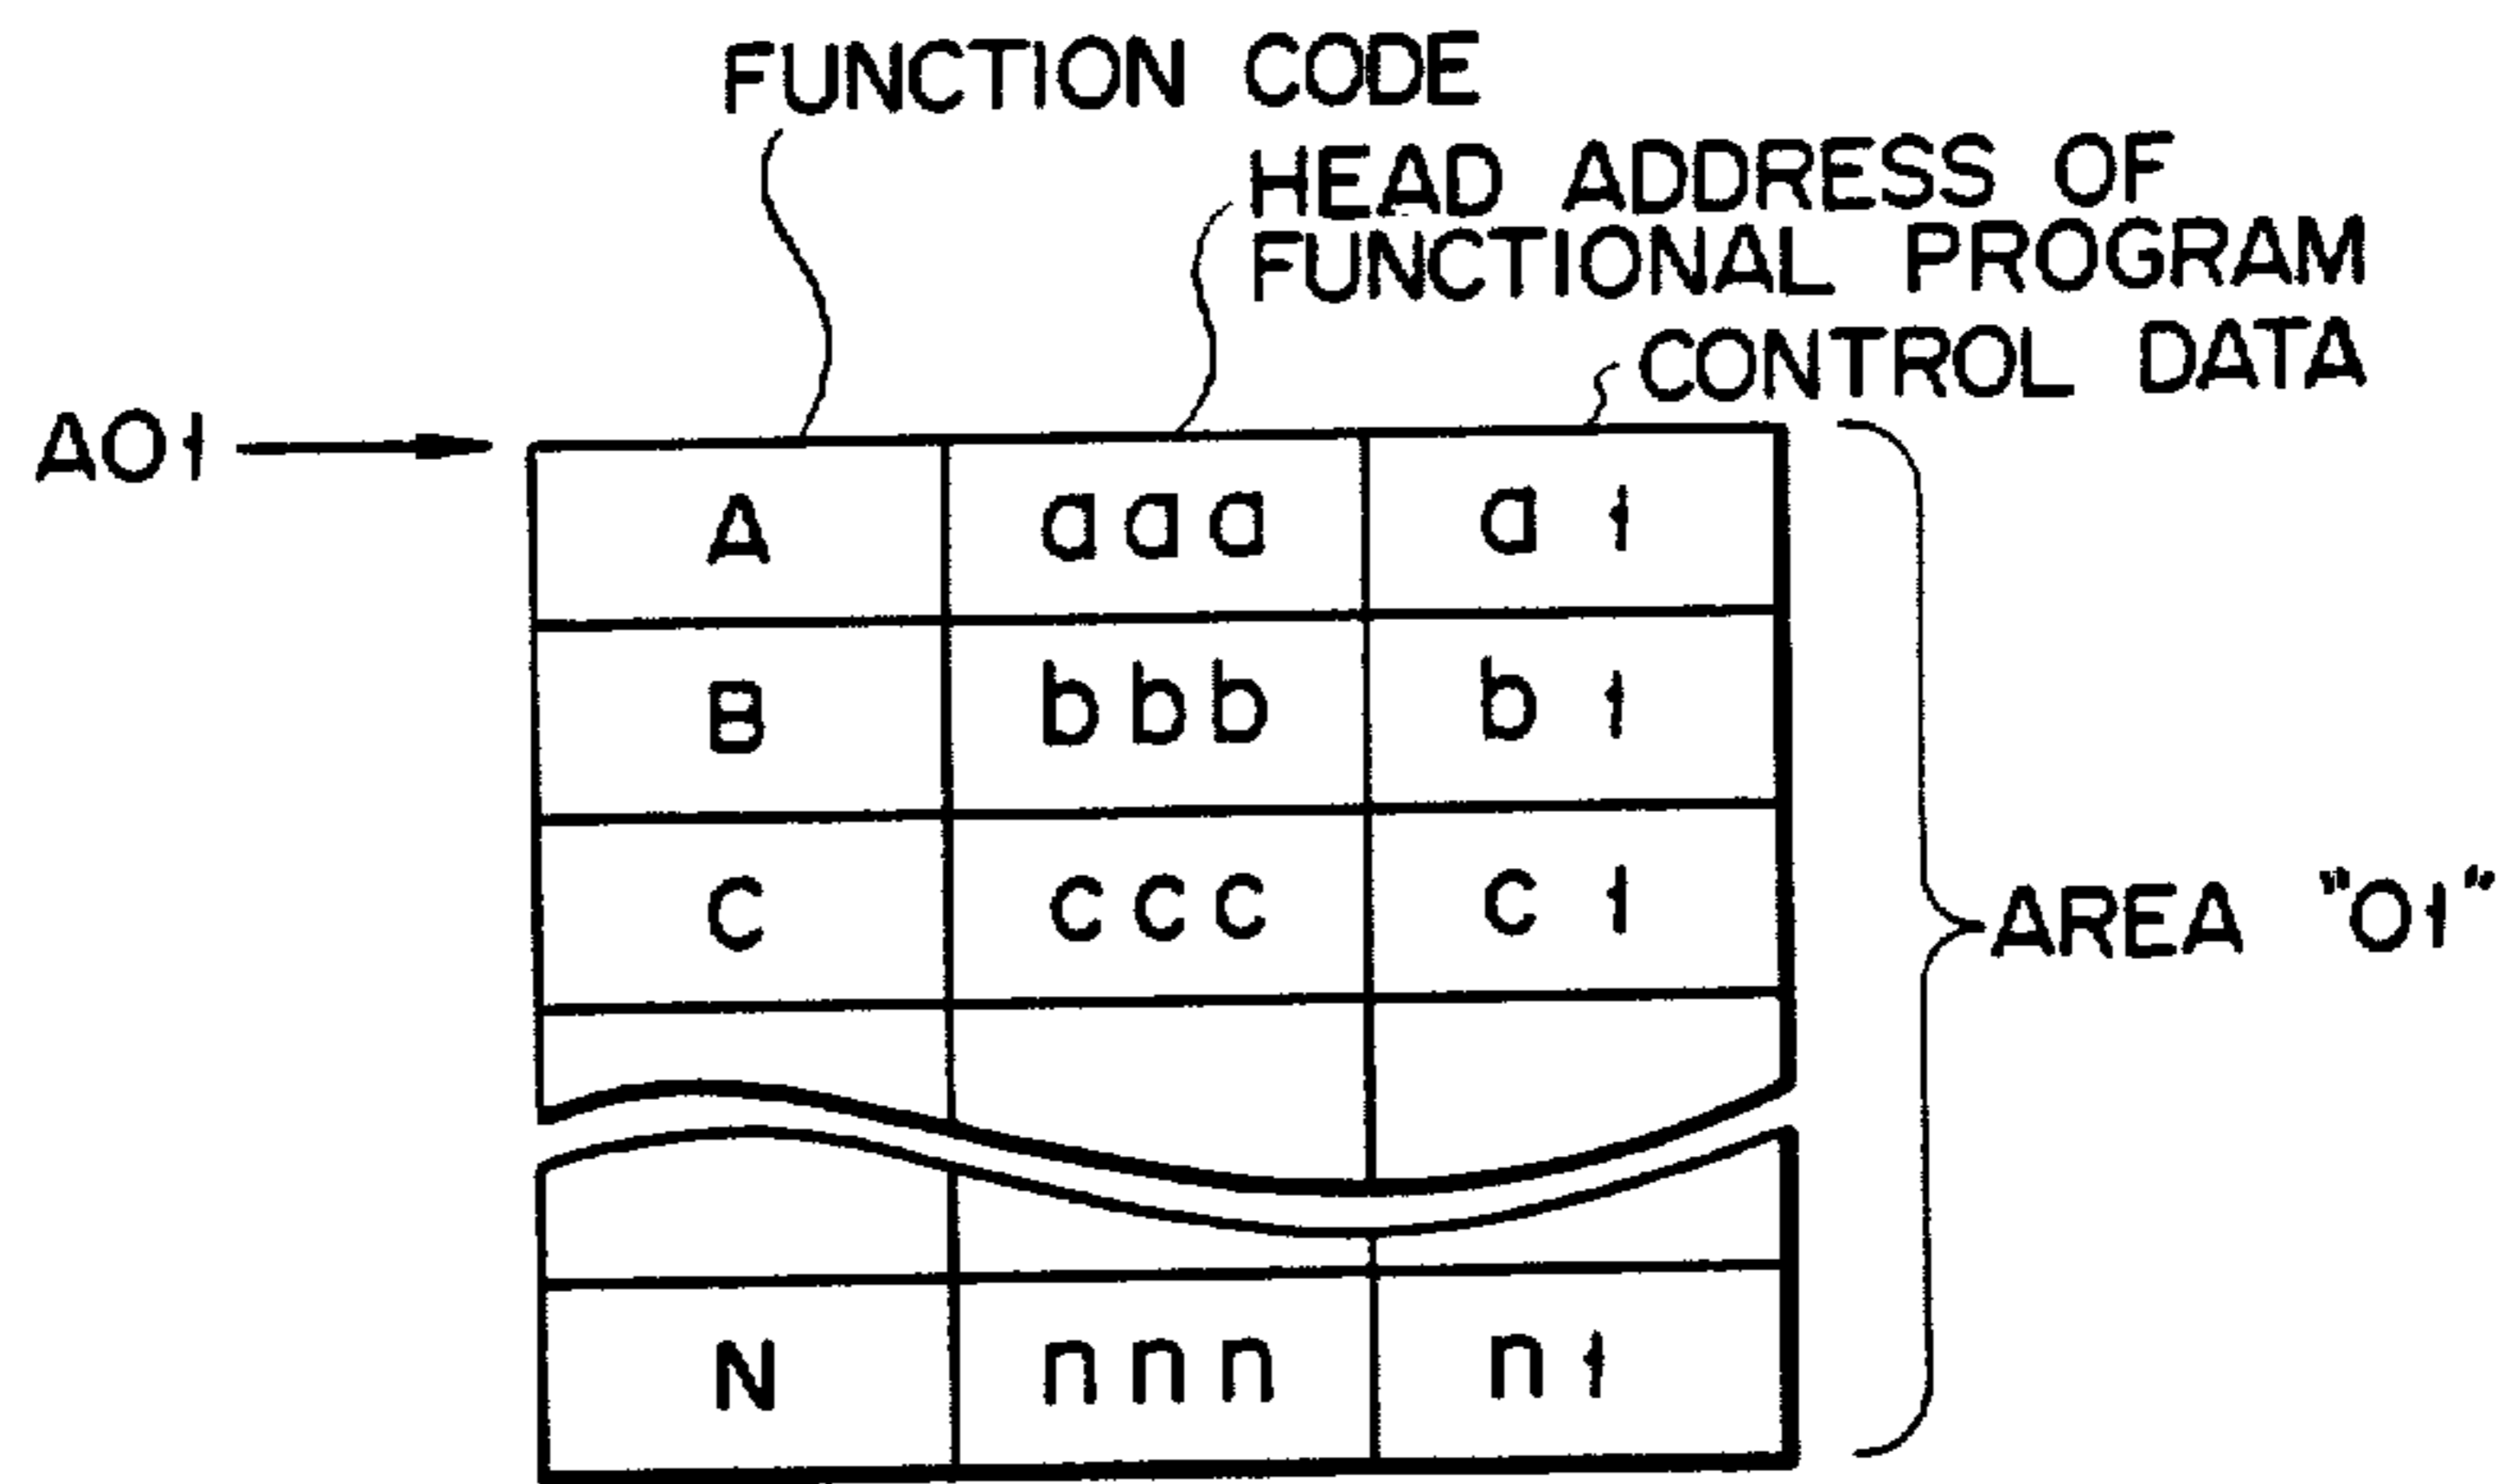 FUNCTION CODE
HEAD ADDRESS OF
FUNCTIONAL PROGRAM
CONTROL DATA
A01
A aaa a1
B bbb b1
C ccc c1
AREA "01"
N nnn n1